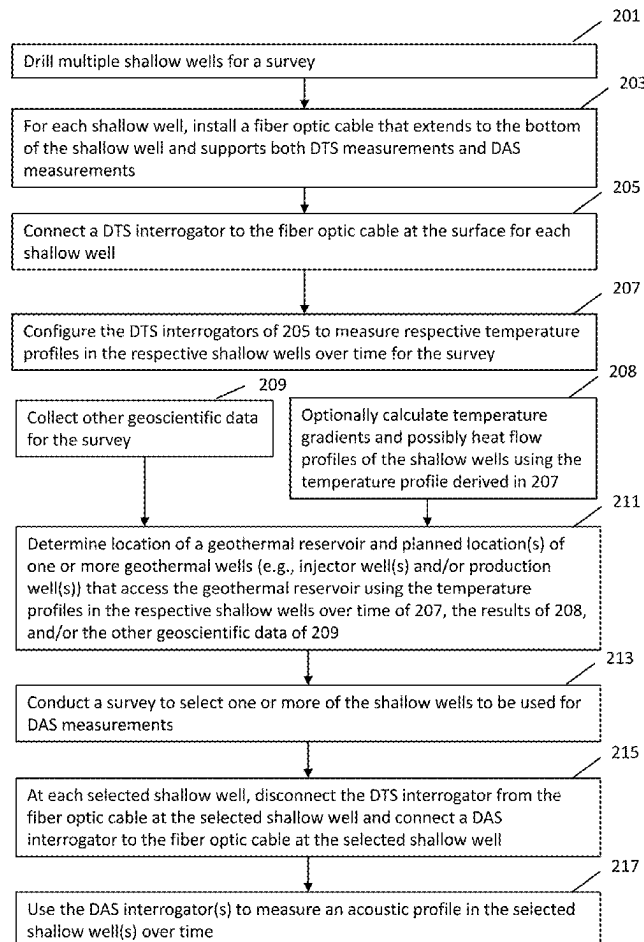 201
Drill multiple shallow wells for a survey
203
For each shallow well, install a fiber optic cable that extends to the bottom
of the shallow well and supports both DTS measurements and DAS
measurements
205
Connect a DTS interrogator to the fiber optic cable at the surface for each
shallow well
207
Configure the DTS interrogators of 205 to measure respective temperature
profiles in the respective shallow wells over time for the survey
209
Collect other geoscientific data
for the survey
208
Optionally calculate temperature
gradients and possibly heat flow
profiles of the shallow wells using the
temperature profile derived in 207
211
Determine location of a geothermal reservoir and planned location(s) of
one or more geothermal wells (e.g., injector well(s) and/or production
well(s)) that access the geothermal reservoir using the temperature
profiles in the respective shallow wells over time of 207, the results of 208,
and/or the other geoscientific data of 209
213
Conduct a survey to select one or more of the shallow wells to be used for
DAS measurements
215
At each selected shallow well, disconnect the DTS interrogator from the
fiber optic cable at the selected shallow well and connect a DAS
interrogator to the fiber optic cable at the selected shallow well
217
Use the DAS interrogator(s) to measure an acoustic profile in the selected
shallow well(s) over time